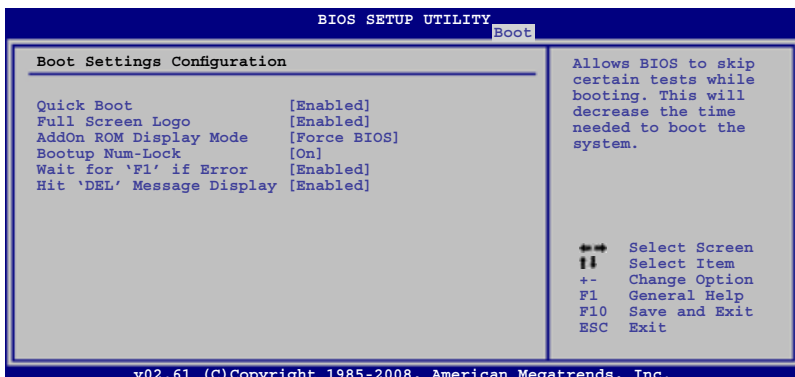 BIOS SETUP UTILITY
Boot
Boot Settings Configuration
Quick Boot [Enabled]
Full Screen Logo [Enabled]
AddOn ROM Display Mode [Force BIOS]
Bootup Num-Lock [On]
Wait for ‘F1’ if Error [Enabled]
Hit ‘DEL’ Message Display [Enabled]
Allows BIOS to skip
certain tests while
booting. This will
decrease the time
needed to boot the
system.
Select Screen
Select Item
+- Change Option
F1 General Help
F10 Save and Exit
ESC Exit
v02.61 (C)Copyright 1985-2008, American Megatrends, Inc.